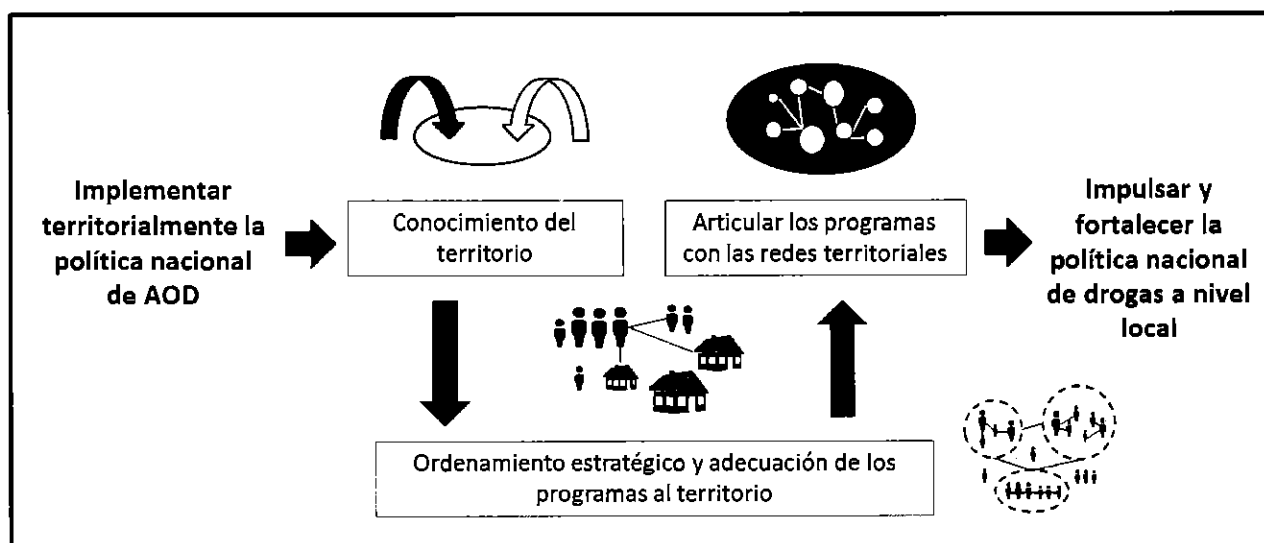 Implementar
territorialmente la
política nacional
de AOD
Conocimiento del
territorio
Articular los programas
con las redes territoriales
Impulsar y
fortalecer la
política nacional
de drogas a nivel
local
Ordenamiento estratégico y adecuación de los
programas al territorio